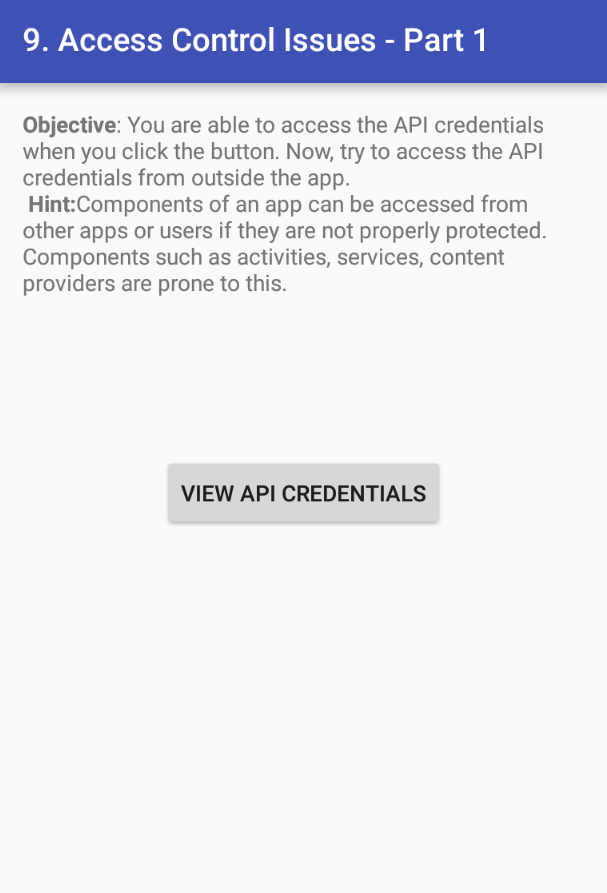 9. Access Control Issues - Part 1
Objective: You are able to access the API credentials
when you click the button. Now, try to access the API
credentials from outside the app.
Hint:Components of an app can be accessed from
other apps or users if they are not properly protected.
Components such as activities, services, content
providers are prone to this.
VIEW API CREDENTIALS